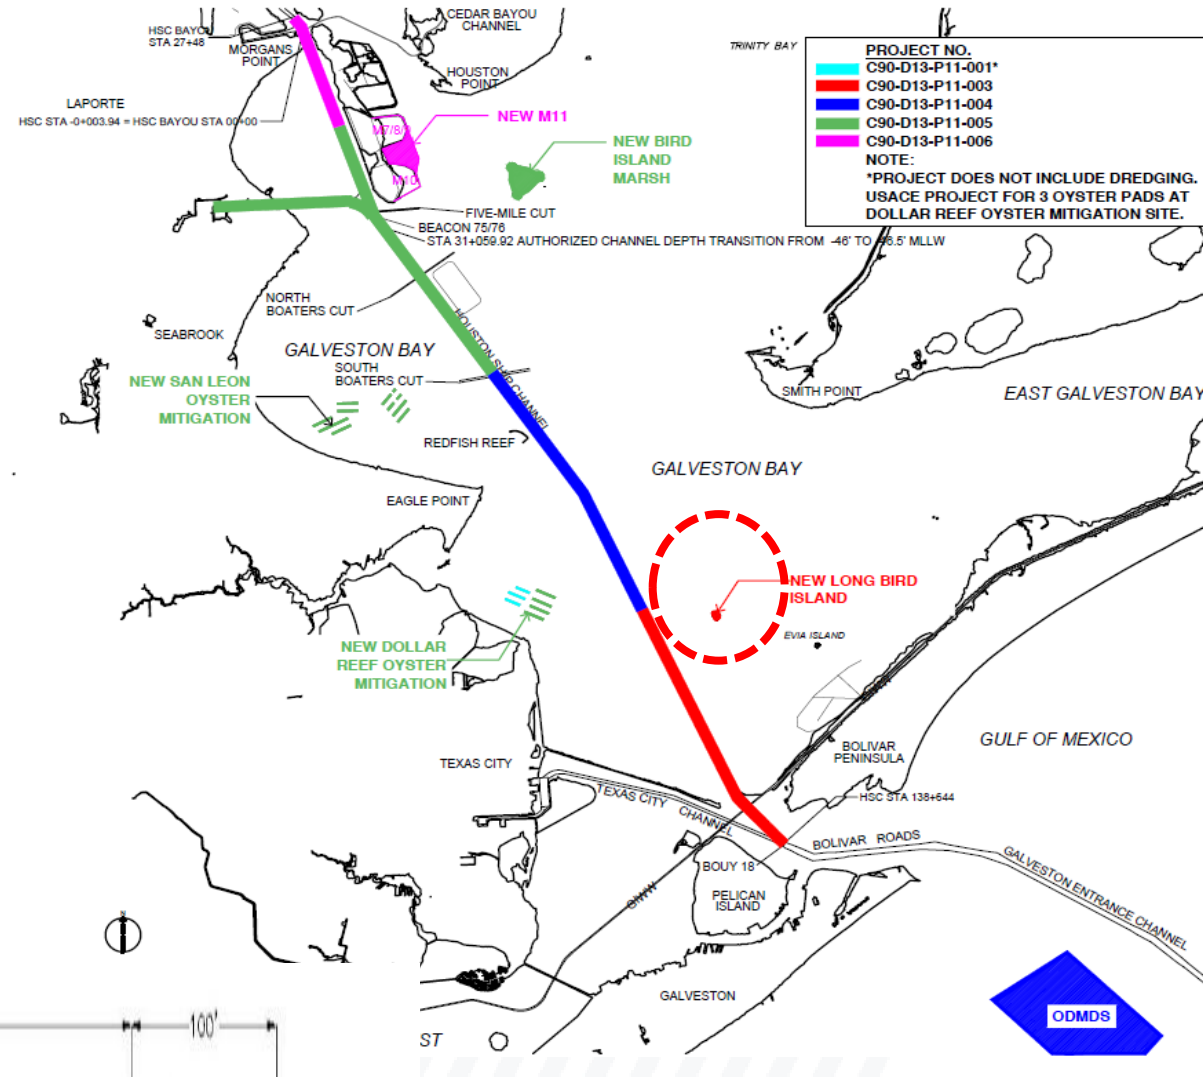 CEDAR BAYOU
CHANNEL
HSC BAYOU
STA 27+48
MORGANS
POINT
TRINITY BAY
HOUSTON
POINT
LAPORTE
HSC STA -0+003.94 = HSC BAYOU STA 00+00
NEW M11
M7/8/9
M10
NEW BIRD
ISLAND
MARSH
PROJECT NO.
C90-D13-P11-001*
C90-D13-P11-003
C90-D13-P11-004
C90-D13-P11-005
C90-D13-P11-006
NOTE:
*PROJECT DOES NOT INCLUDE DREDGING.
USACE PROJECT FOR 3 OYSTER PADS AT
DOLLAR REEF OYSTER MITIGATION SITE.
FIVE-MILE CUT
BEACON 75/76
STA 31+059.92 AUTHORIZED CHANNEL DEPTH TRANSITION FROM -46' TO -46.5' MLLW
NORTH
BOATERS CUT
SEABROOK
GALVESTON BAY
HOUSTON SHIP CHANNEL
SOUTH
BOATERS CUT
NEW SAN LEON
OYSTER
MITIGATION
SMITH POINT
EAST GALVESTON BAY
REDFISH REEF
GALVESTON BAY
EAGLE POINT
NEW LONG BIRD
ISLAND
EVIA ISLAND
NEW DOLLAR
REEF OYSTER
MITIGATION
TEXAS CITY
TEXAS CITY CHANNEL
BOLIVAR
PENINSULA
GULF OF MEXICO
HSC STA 138+644
BOLIVAR ROADS
BOUY 18
GALVESTON ENTRANCE CHANNEL
GIWW
PELICAN
ISLAND
N
GALVESTON
ODMDS
100'
ST